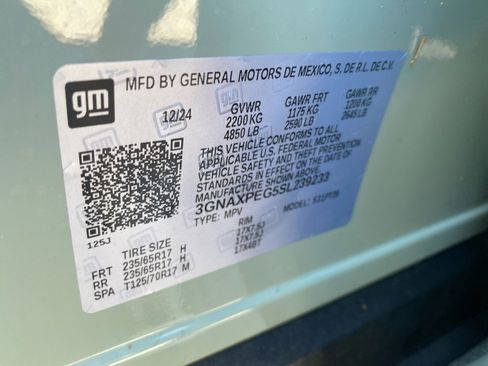 gm
MFD BY GENERAL MOTORS DE MEXICO, S. DE R.L. DE C.V.
12/24 GVWR GAWR FRT GAWR RR
2200 KG 1175 KG 1200 KG
4850 LB 2590 LB 2645 LB
THIS VEHICLE CONFORMS TO ALL
APPLICABLE U.S. FEDERAL MOTOR
VEHICLE SAFETY AND THEFT PREVENTION
STANDARDS IN EFFECT ON THE DATE OF
MANUFACTURE SHOWN ABOVE.
3GNAXPEG5SL239233
TYPE: MPV MODEL:
125J
TIRE SIZE RIM
FRT 235/65R17 H 17X7.5J
RR 235/65R17 H 17X7.5J
SPA T125/70R17 M 17X4BT